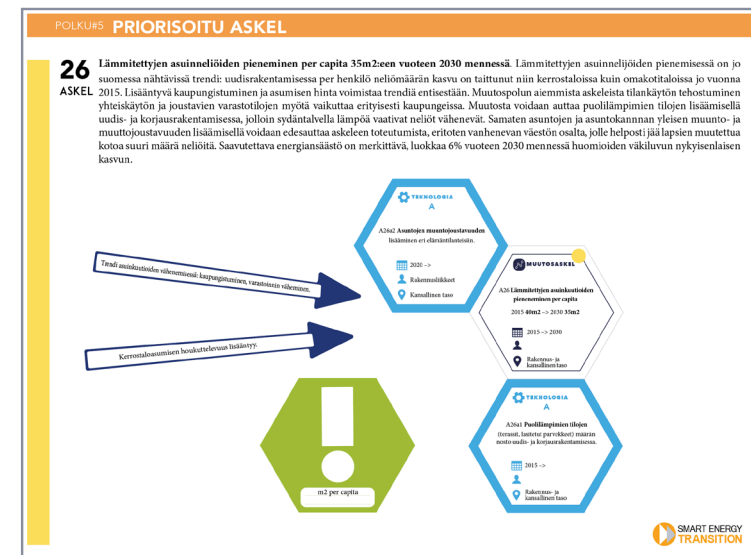 POLKU#5 PRIORISOITU ASKEL
26
ASKEL
Lämmitettyjen asuinneliöiden pieneminen per capita 35m2:een vuoteen 2030 mennessä. Lämmitettyjen asuinnelijöiden pienemisessä on jo
suomessa nähtävissä trendi: uudisrakentamisessa per henkilö neliömäärän kasvu on taittunut niin kerrostaloissa kuin omakotitaloissa jo vuonna
2015. Lisääntyvä kaupungistuminen ja asumisen hinta voimistaa trendiä entisestään. Muutospolun aiemmista askeleista tilankäytön tehostuminen
yhteiskäytön ja joustavien varastotilojen myötä vaikuttaa erityisesti kaupungeissa. Muutosta voidaan auttaa puolilämpimien tilojen lisäämisellä
uudis- ja korjausrakentamisessa, jolloin sydäntalvella lämpöä vaativat neliöt vähenevät. Samaten asuntojen ja asuntokannnan yleisen muunto- ja
muuttojoustavuuden lisäämisellä voidaan edesauttaa askeleen toteutumista, eritoten vanhenevan väestön osalta, jolle helposti jää lapsien muutettua
kotoa suuri määrä neliöitä. Saavutettava energiansäästö on merkittävä, luokkaa 6% vuoteen 2030 mennessä huomioiden väkiluvun nykyisenlaisen
kasvun.
TEKNOLOGIA
A
A26a2 Asuntojen muuntojoustavuuden
lisääminen eri elämäntilanteisiin.
2020 –>
Rakennusliikkeet
Kansallinen taso
Trendi asuinkustioiden vähenemisessä: kaupungistuminen, varastoinnin väheminen.
MUUTOSASKEL
A26 Lämmitettyjen asuinkuutioiden
pieneneminen per capita
2015 40m2 –> 2030 35m2
2015 –> 2030
Rakennus- ja
kansallinen taso
Kerrostaloasumisen houkuttelevuus lisääntyy.
TEKNOLOGIA
A
A26a1 Puolilämpimien tilojen
(terassit, lasitetut parvekkeet) määrän
nosto uudis- ja korjausrakentamisessa.
2015 –>
Rakennus- ja
kansallinen taso
m2 per capita
SMART ENERGY
TRANSITION